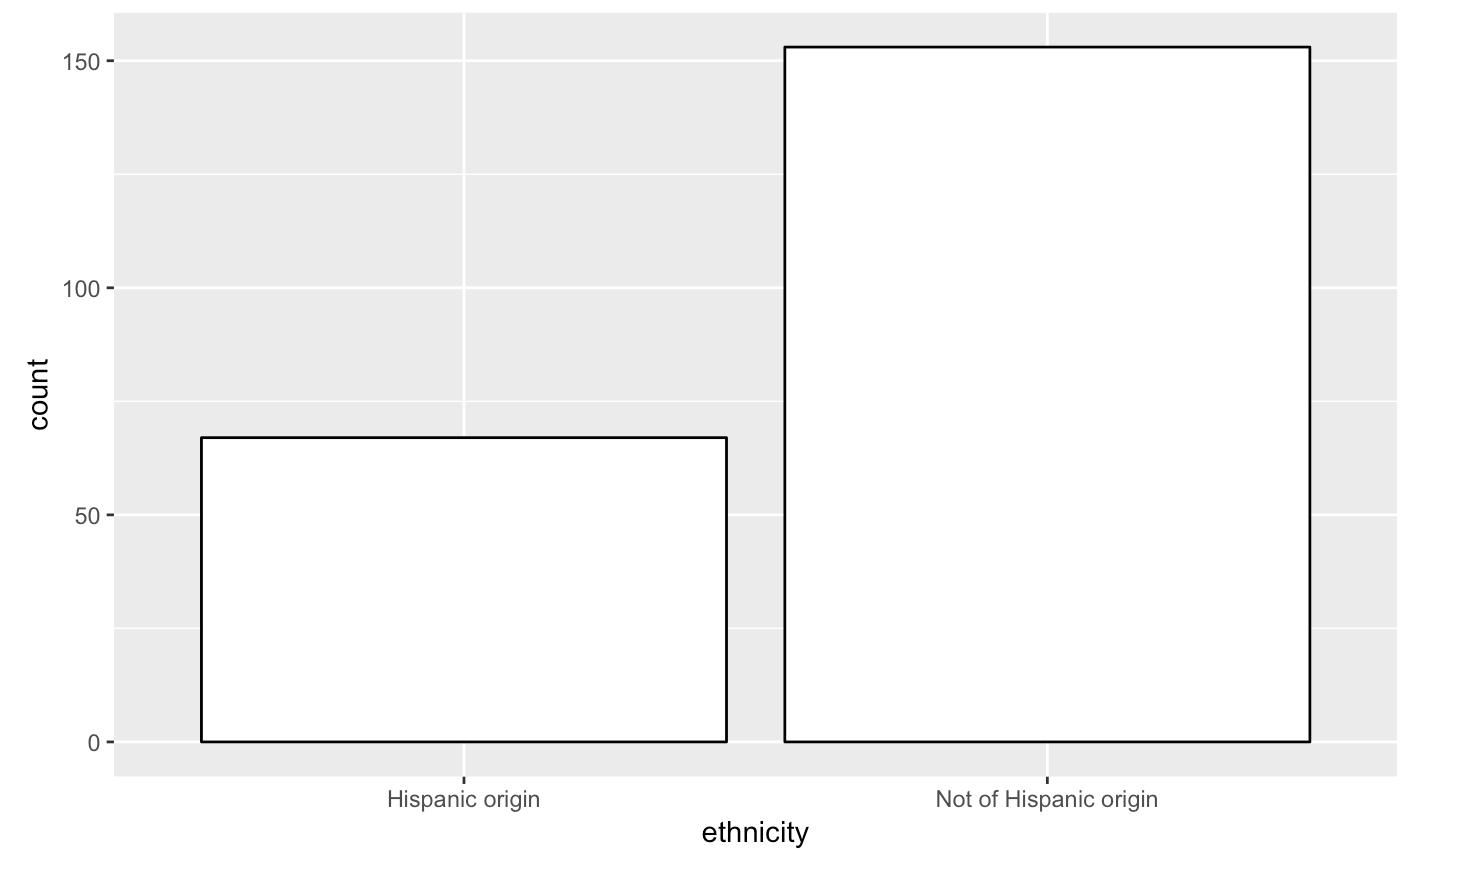 150
100
50
0
count
Hispanic origin
Not of Hispanic origin
ethnicity